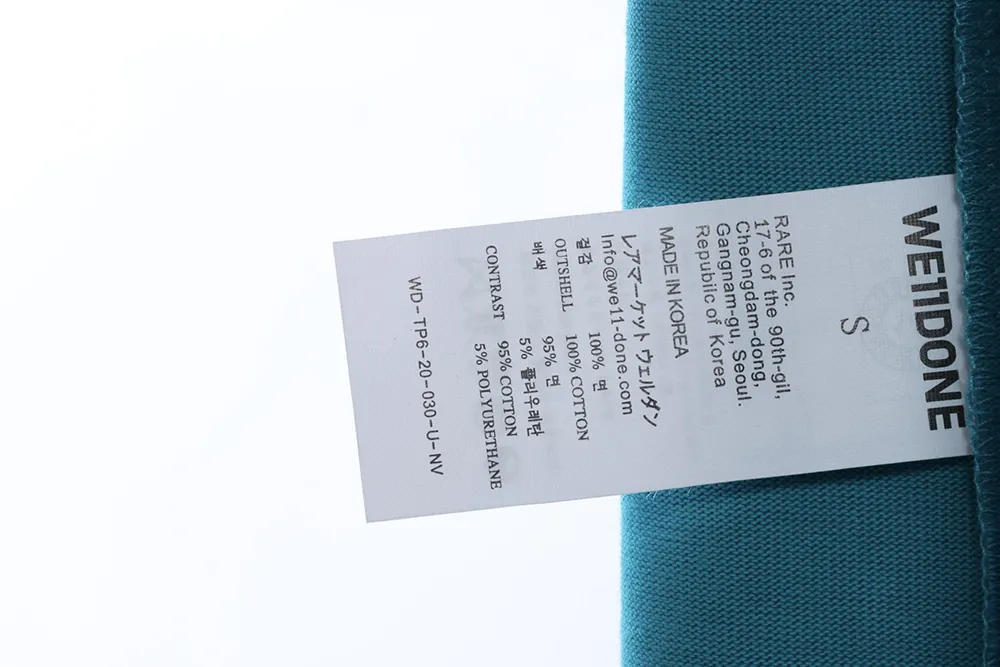 WE11DONE
S
RARE Inc.
17-6 of the 90th-gil,
Cheongdam-dong,
Gangnam-gu, Seoul.
Republic of Korea
MADE IN KOREA
レアマーケット ウェルダン
Info@we11-done.com
겉감 100% 면
OUTSHELL 100% COTTON
배색 95% 면
5% 폴리우레탄
CONTRAST 95% COTTON
5% POLYURETHANE
WD-TP6-20-030-U-NV